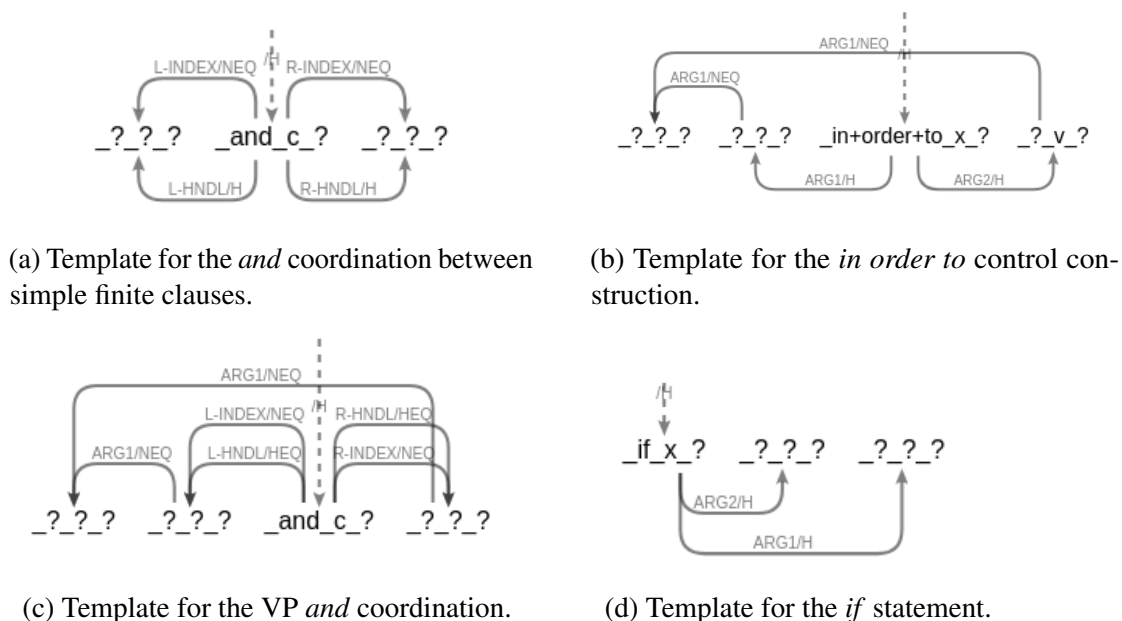 /H
L-INDEX/NEQ R-INDEX/NEQ
_?_?_? _and_c_? _?_?_?
L-HNDL/H R-HNDL/H
(a) Template for the and coordination between
simple finite clauses.
ARG1/NEQ
/H
ARG1/NEQ
_?_?_? _?_?_? _in+order+to_x_? _?_v_?
ARG1/H ARG2/H
(b) Template for the in order to control con-
struction.
ARG1/NEQ
/H
L-INDEX/NEQ R-HNDL/HEQ
ARG1/NEQ L-HNDL/HEQ R-INDEX/NEQ
_?_?_? _?_?_? _and_c_? _?_?_?
(c) Template for the VP and coordination.
/H
_if_x_? _?_?_? _?_?_?
ARG2/H
ARG1/H
(d) Template for the if statement.